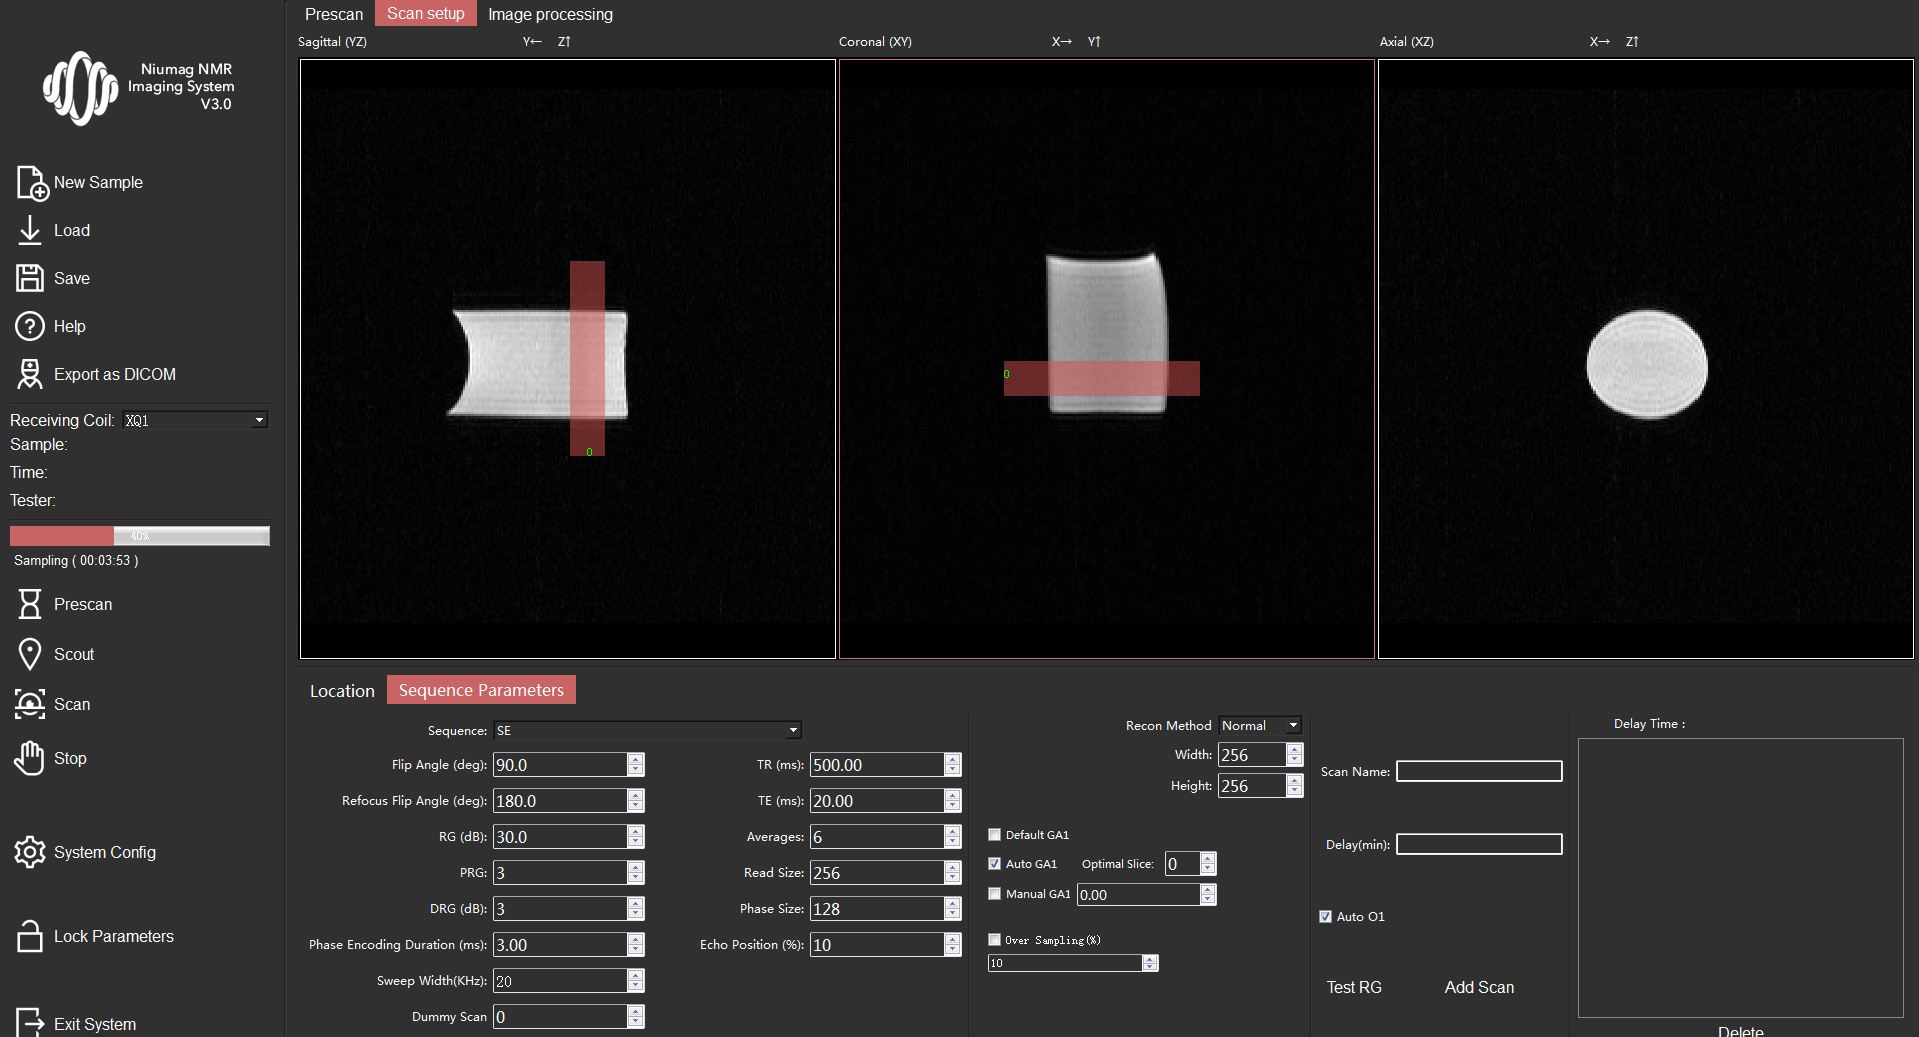 Niumag NMR
Imaging System
V3.0
New Sample
Load
Save
Help
Export as DICOM
Receiving Coil: XQ1
Sample:
Time:
Tester:
40%
Sampling ( 00:03:53 )
Prescan
Scout
Scan
Stop
System Config
Lock Parameters
Exit System
Prescan Scan setup Image processing
Sagittal (YZ) Y← Z↑
Coronal (XY) X→ Y↑
Axial (XZ) X→ Z↑
0
0
Location Sequence Parameters
Sequence: SE
Flip Angle (deg): 90.0
Refocus Flip Angle (deg): 180.0
RG (dB): 30.0
PRG: 3
DRG (dB): 3
Phase Encoding Duration (ms): 3.00
Sweep Width(KHz): 20
Dummy Scan 0
TR (ms): 500.00
TE (ms): 20.00
Averages: 6
Read Size: 256
Phase Size: 128
Echo Position (%): 10
Recon Method Normal
Width: 256
Height: 256
Default GA1
Auto GA1 Optimal Slice: 0
Manual GA1 0.00
Over Sampling(%)
10
Scan Name:
Delay(min):
Auto O1
Test RG Add Scan
Delay Time :
Delete